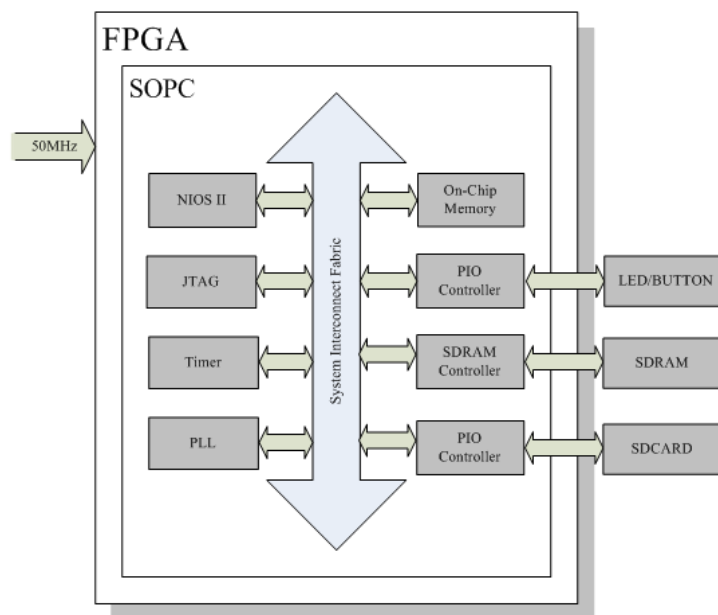 FPGA
SOPC
50MHz
NIOS II
On-Chip
Memory
JTAG
PIO
Controller
LED/BUTTON
System Interconnect Fabric
Timer
SDRAM
Controller
SDRAM
PLL
PIO
Controller
SDCARD